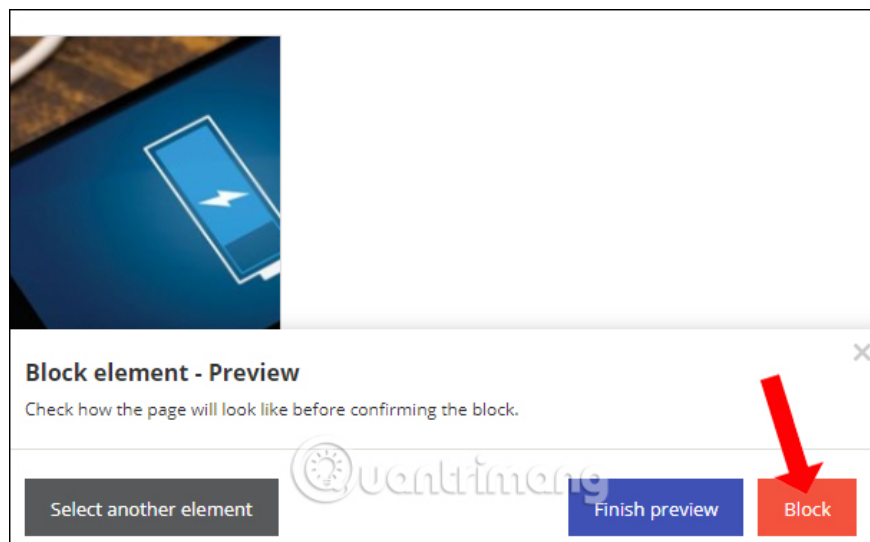 Block element - Preview
Check how the page will look like before confirming the block.
Quantrimang
Select another element
Finish preview
Block